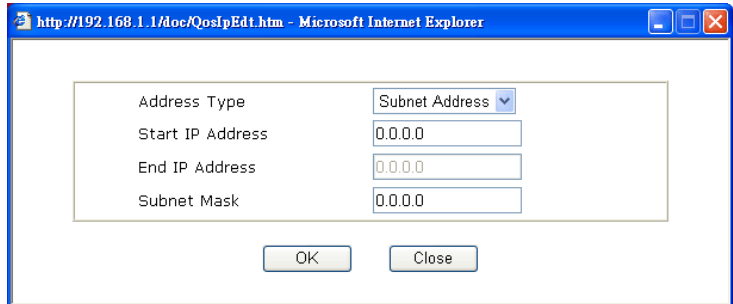 http://192.168.1.1/doc/QosIpEdt.htm - Microsoft Internet Explorer
Address Type Subnet Address
Start IP Address 0.0.0.0
End IP Address 0.0.0.0
Subnet Mask 0.0.0.0
OK Close